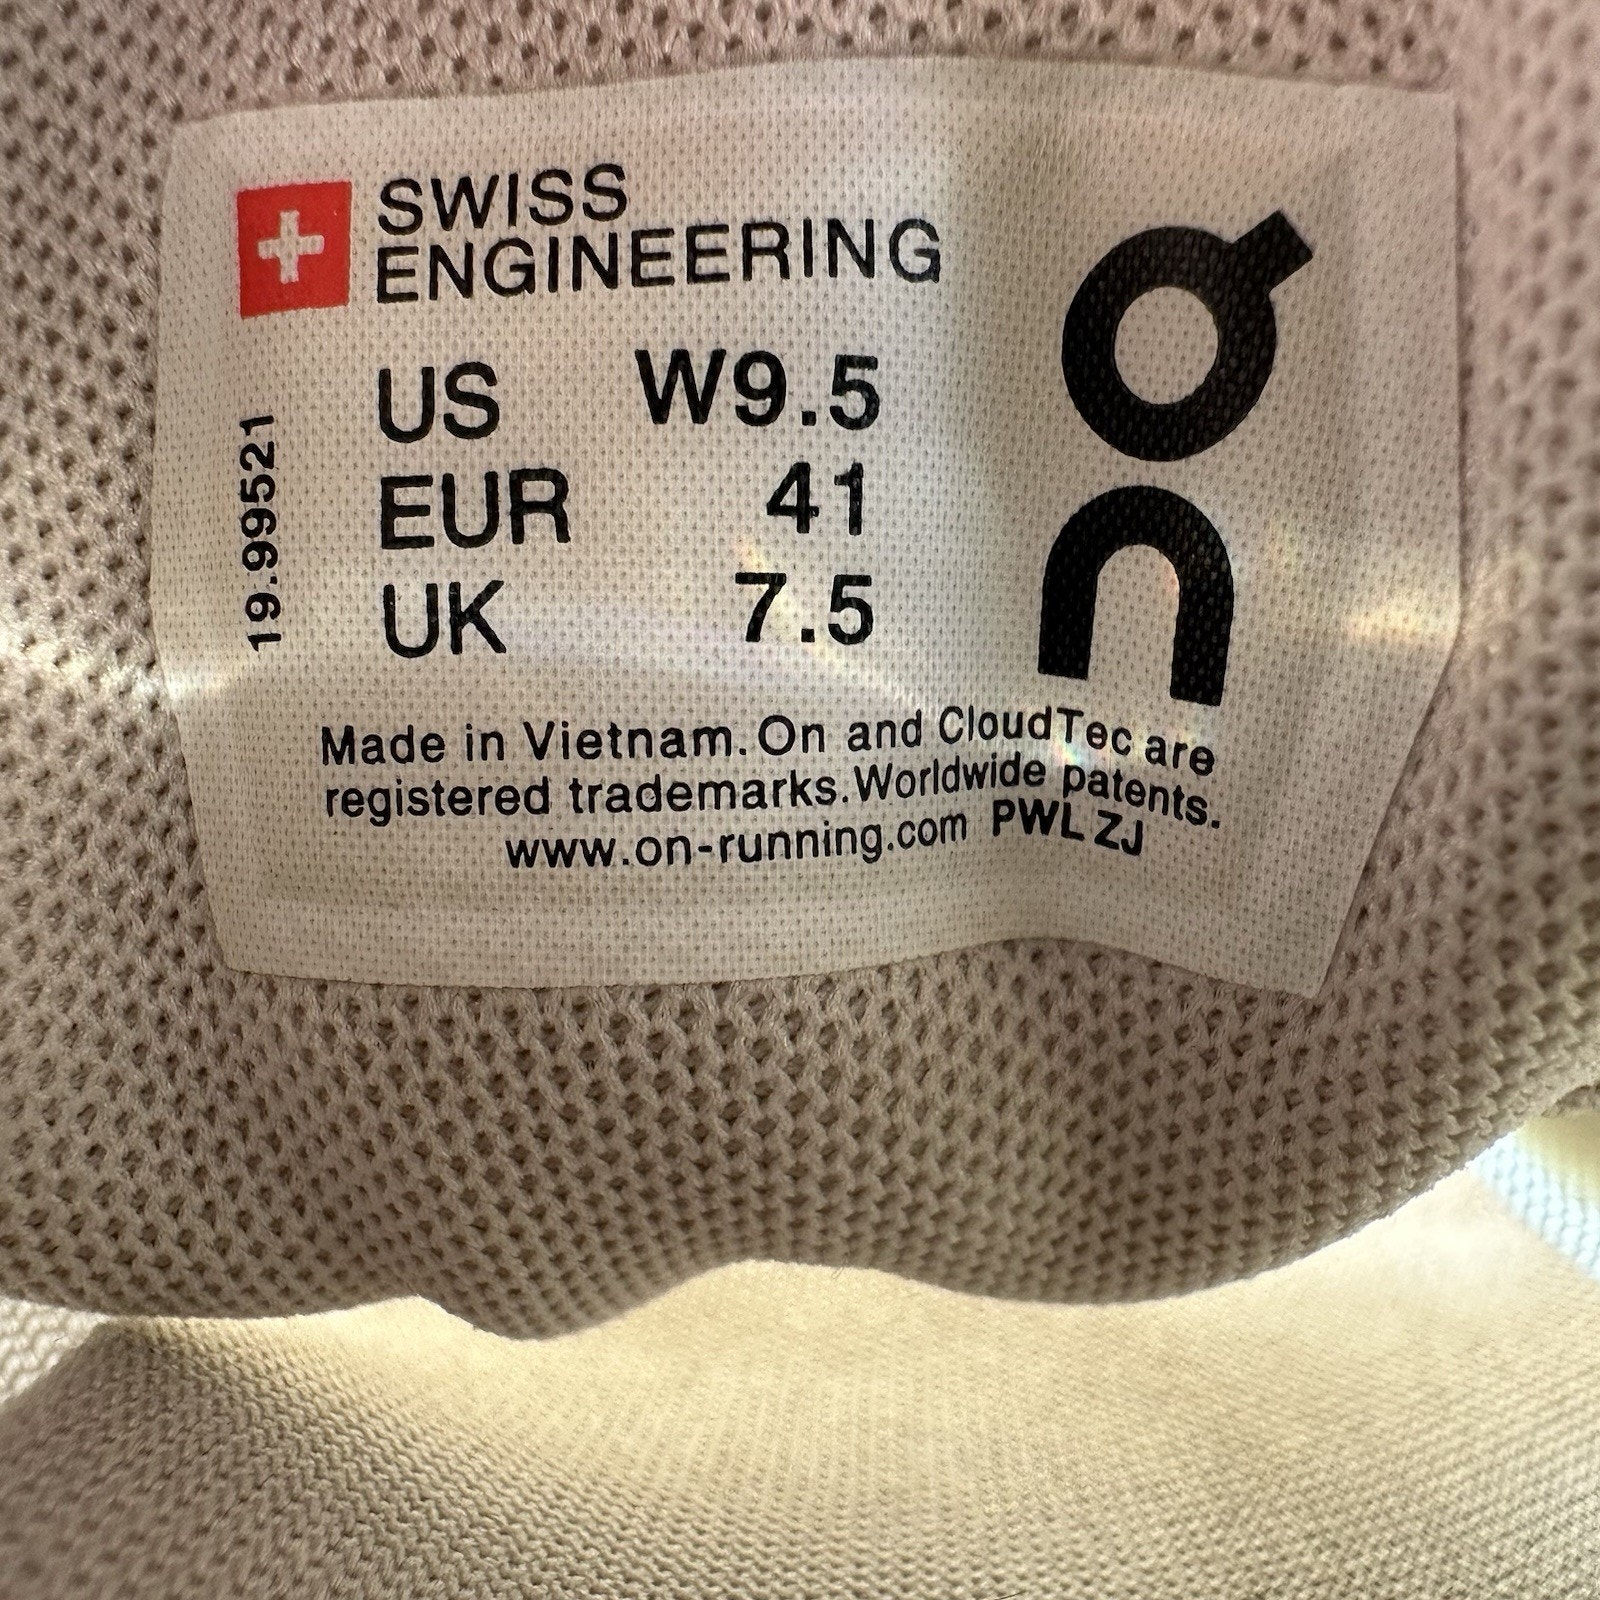 SWISS
ENGINEERING
US W9.5
EUR 41
UK 7.5
19.99521
On
Made in Vietnam. On and CloudTec are
registered trademarks. Worldwide patents.
www.on-running.com PWL ZJ